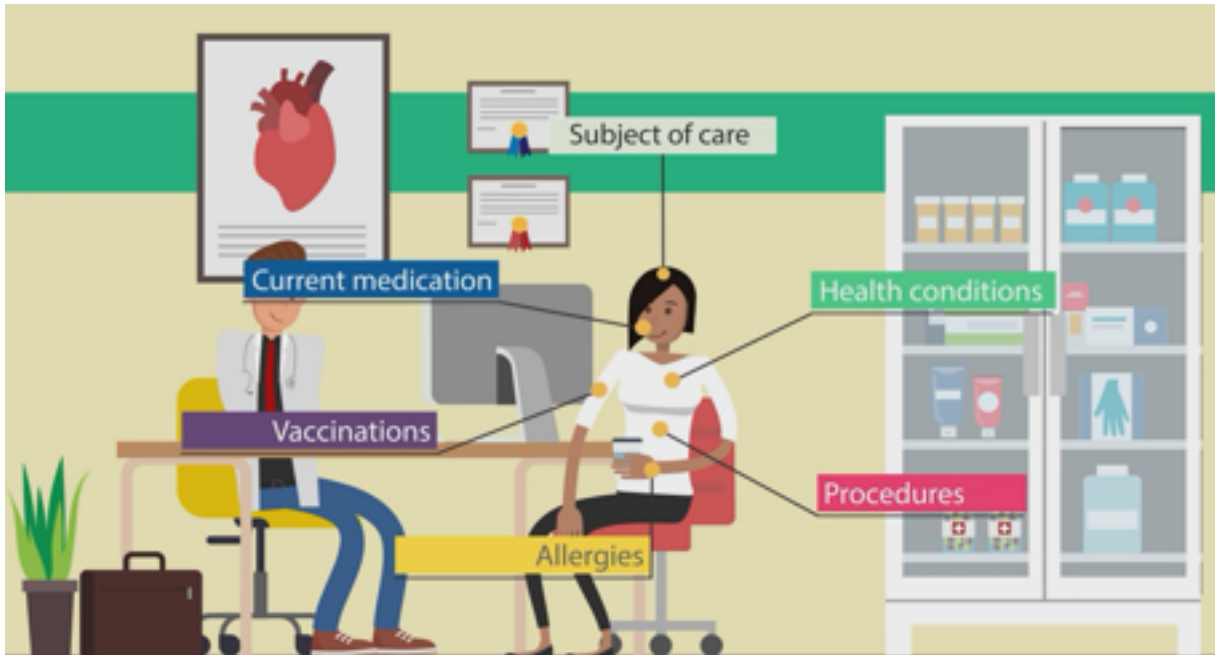 Subject of care
Current medication
Health conditions
Vaccinations
Procedures
Allergies